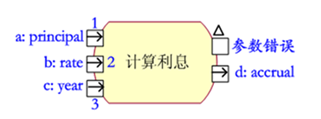 1
a: principal
参数错误
b: rate
2
计算利息
d: accrual
c: year
3